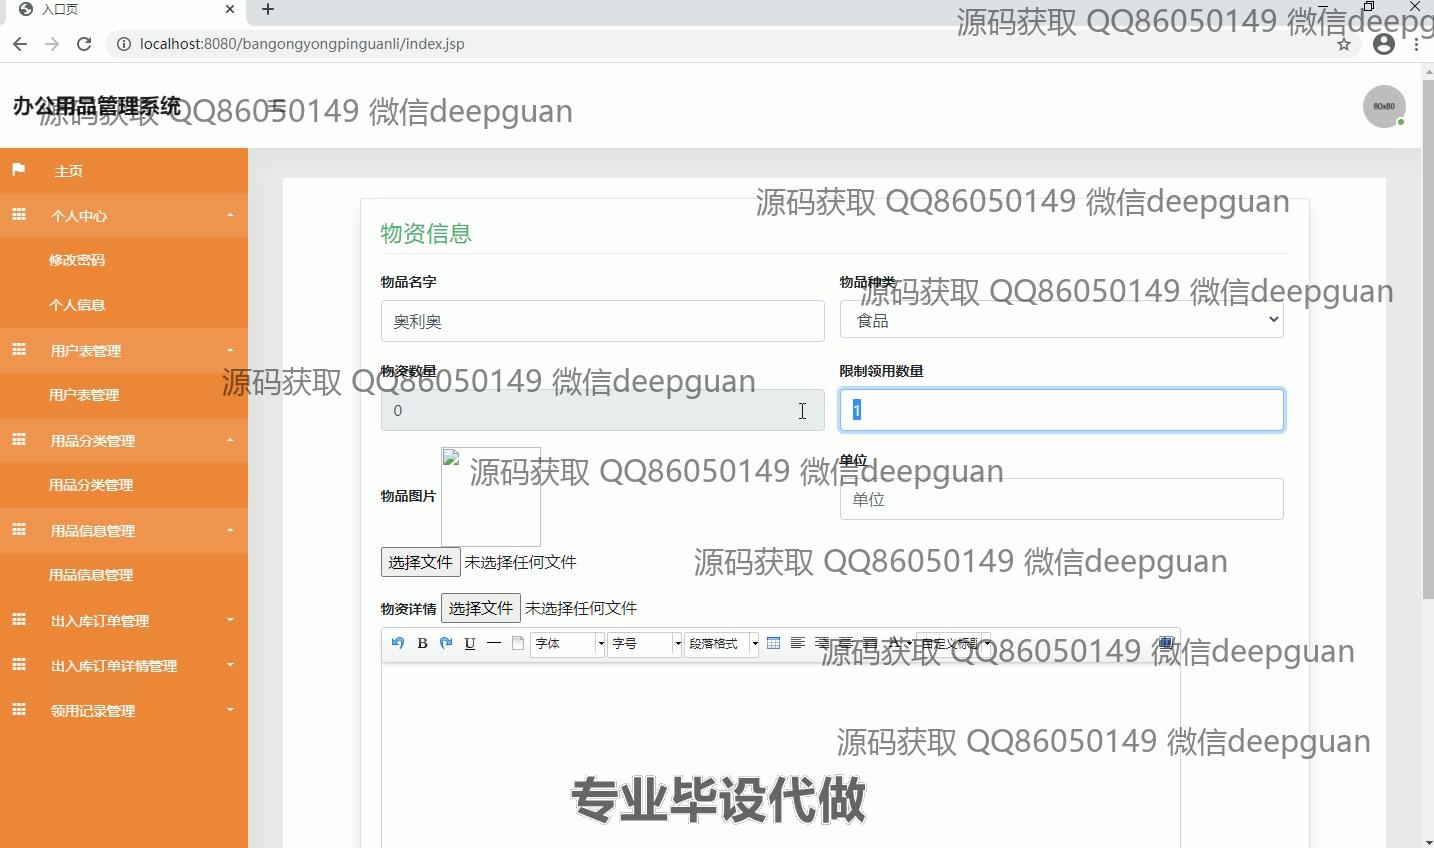 入口页
源码获取 QQ86050149 微信deepg
localhost:8080/bangongyongpinguanli/index.jsp
办公用品管理系统
源码获取 QQ86050149 微信deepguan
80x80
主页
个人中心
修改密码
个人信息
用户表管理
用户表管理
用品分类管理
用品分类管理
用品信息管理
用品信息管理
出入库订单管理
出入库订单详情管理
领用记录管理
源码获取 QQ86050149 微信deepguan
物资信息
物品名字
物品种类
源码获取 QQ86050149 微信deepguan
奥利奥
食品
物资数量
限制领用数量
源码获取 QQ86050149 微信deepguan
0
1
单位
源码获取 QQ86050149 微信deepguan
物品图片
单位
选择文件 未选择任何文件
源码获取 QQ86050149 微信deepguan
物资详情 选择文件 未选择任何文件
B U 字体 字号 段落格式 自定义标题
源码获取 QQ86050149 微信deepguan
源码获取 QQ86050149 微信deepguan
专业毕设代做